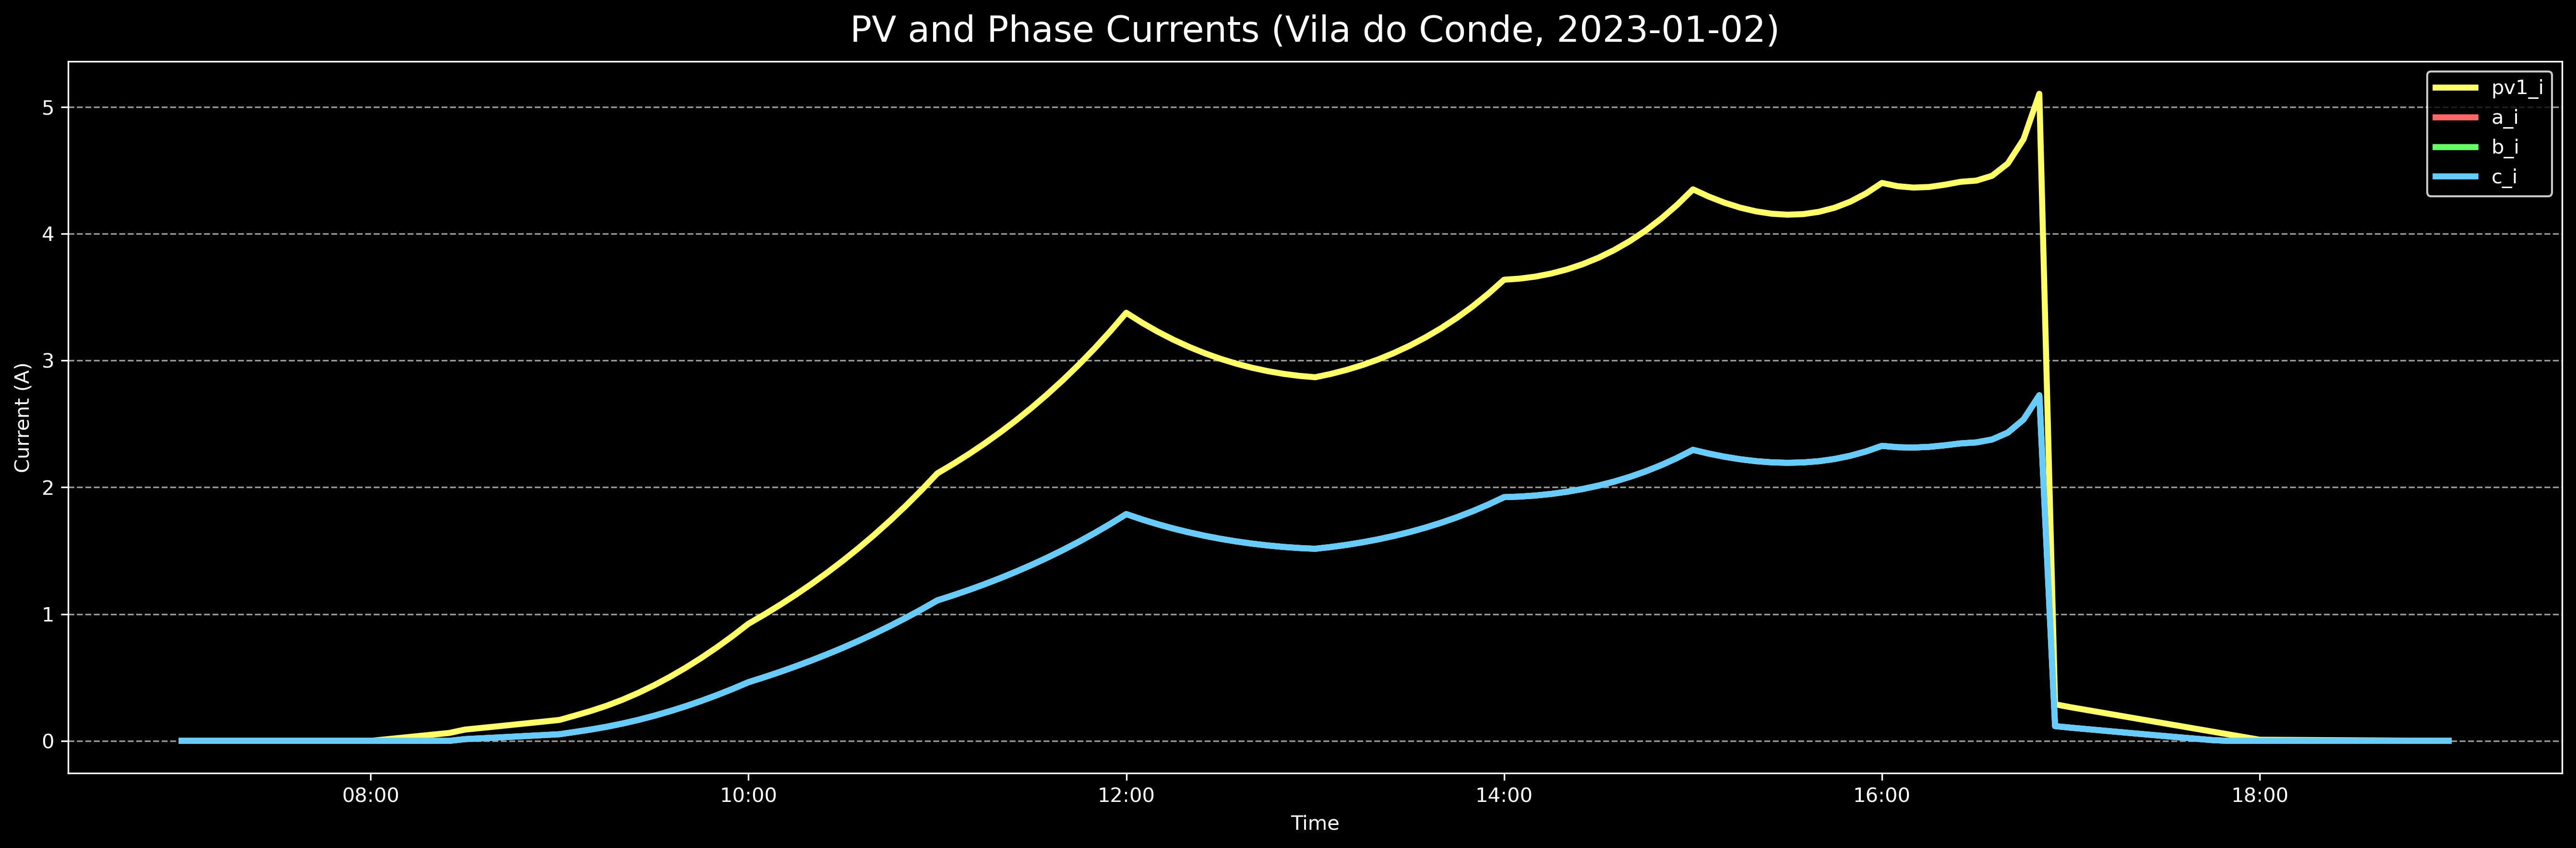 PV and Phase Currents (Vila do Conde, 2023-01-02)
pv1_i
a_i
b_i
c_i
Current (A)
5
4
3
2
1
0
08:00 10:00 12:00 14:00 16:00 18:00
Time